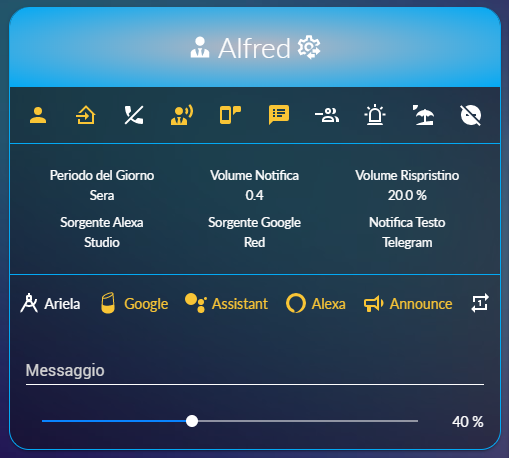 Alfred
Periodo del Giorno Volume Notifica Volume Rispristino
Sera 0.4 20.0 %
Sorgente Alexa Sorgente Google Notifica Testo
Studio Red Telegram
Ariela Google Assistant Alexa Announce 1
Messaggio
40 %